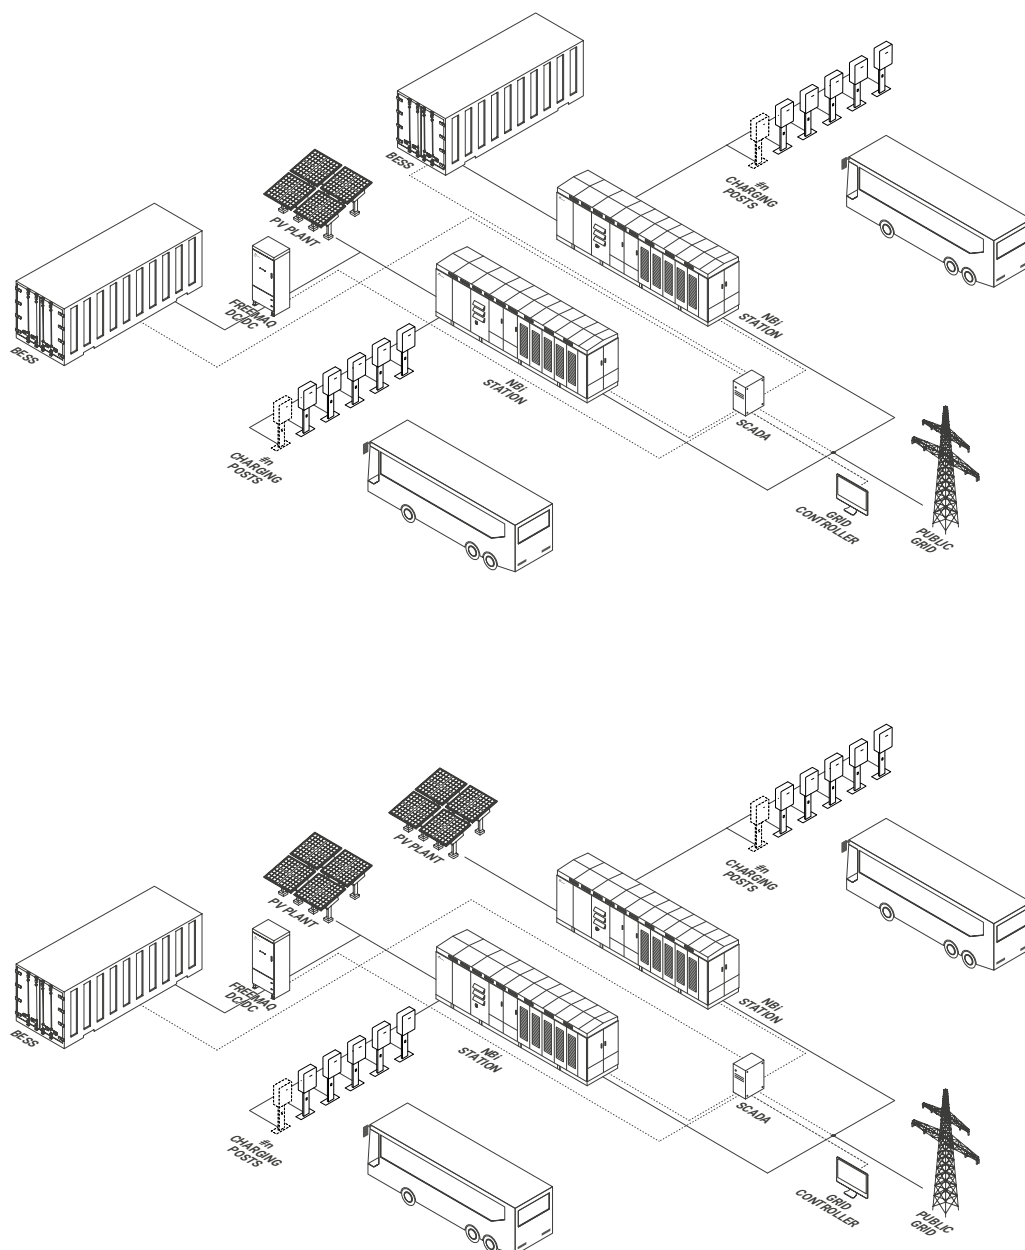 BESS
#n
CHARGING
POSTS
PV PLANT
FREEMAQ
DC/DC
NBi
STATION
BESS
NBi
STATION
SCADA
#n
CHARGING
POSTS
GRID
CONTROLLER
PUBLIC
GRID
PV PLANT
#n
CHARGING
POSTS
PV PLANT
FREEMAQ
DC/DC
NBi
STATION
BESS
NBi
STATION
SCADA
#n
CHARGING
POSTS
GRID
CONTROLLER
PUBLIC
GRID